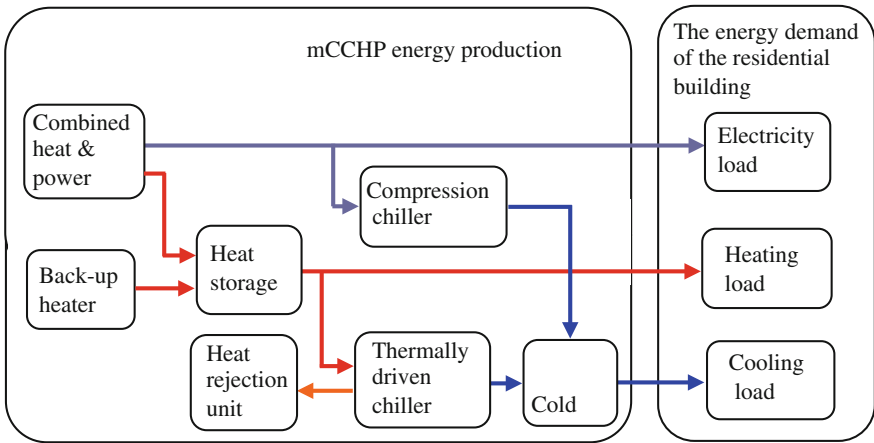 mCCHP energy production
The energy demand
of the residential
building
Combined
heat &
power
Electricity
load
Compression
chiller
Heat
storage
Heating
load
Back-up
heater
Heat
rejection
unit
Thermally
driven
chiller
Cold
Cooling
load